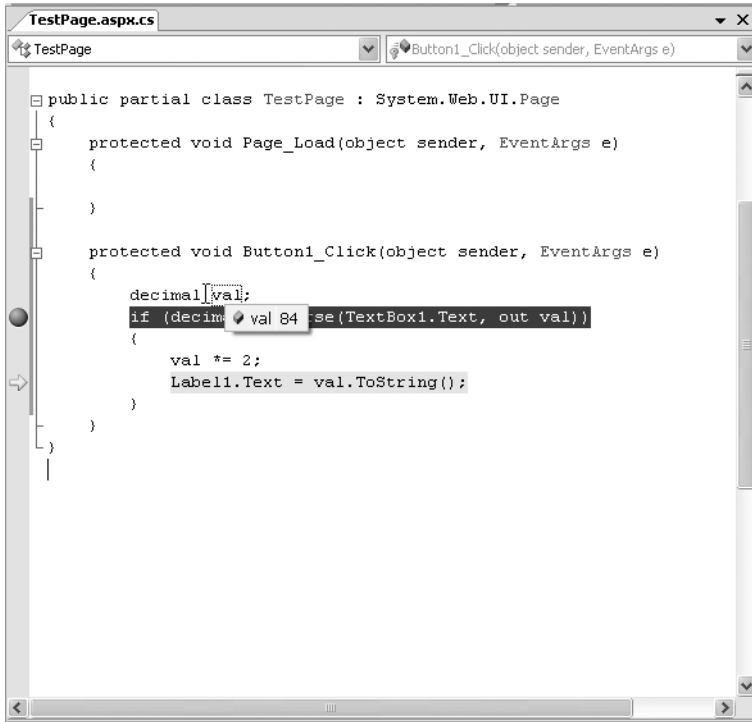 TestPage.aspx.cs
TestPage
Button1_Click(object sender, EventArgs e)
public partial class TestPage : System.Web.UI.Page
{
protected void Page_Load(object sender, EventArgs e)
{
}
protected void Button1_Click(object sender, EventArgs e)
{
decimal val;
if (decim val 84 se(TextBox1.Text, out val))
{
val *= 2;
Label1.Text = val.ToString();
}
}
}